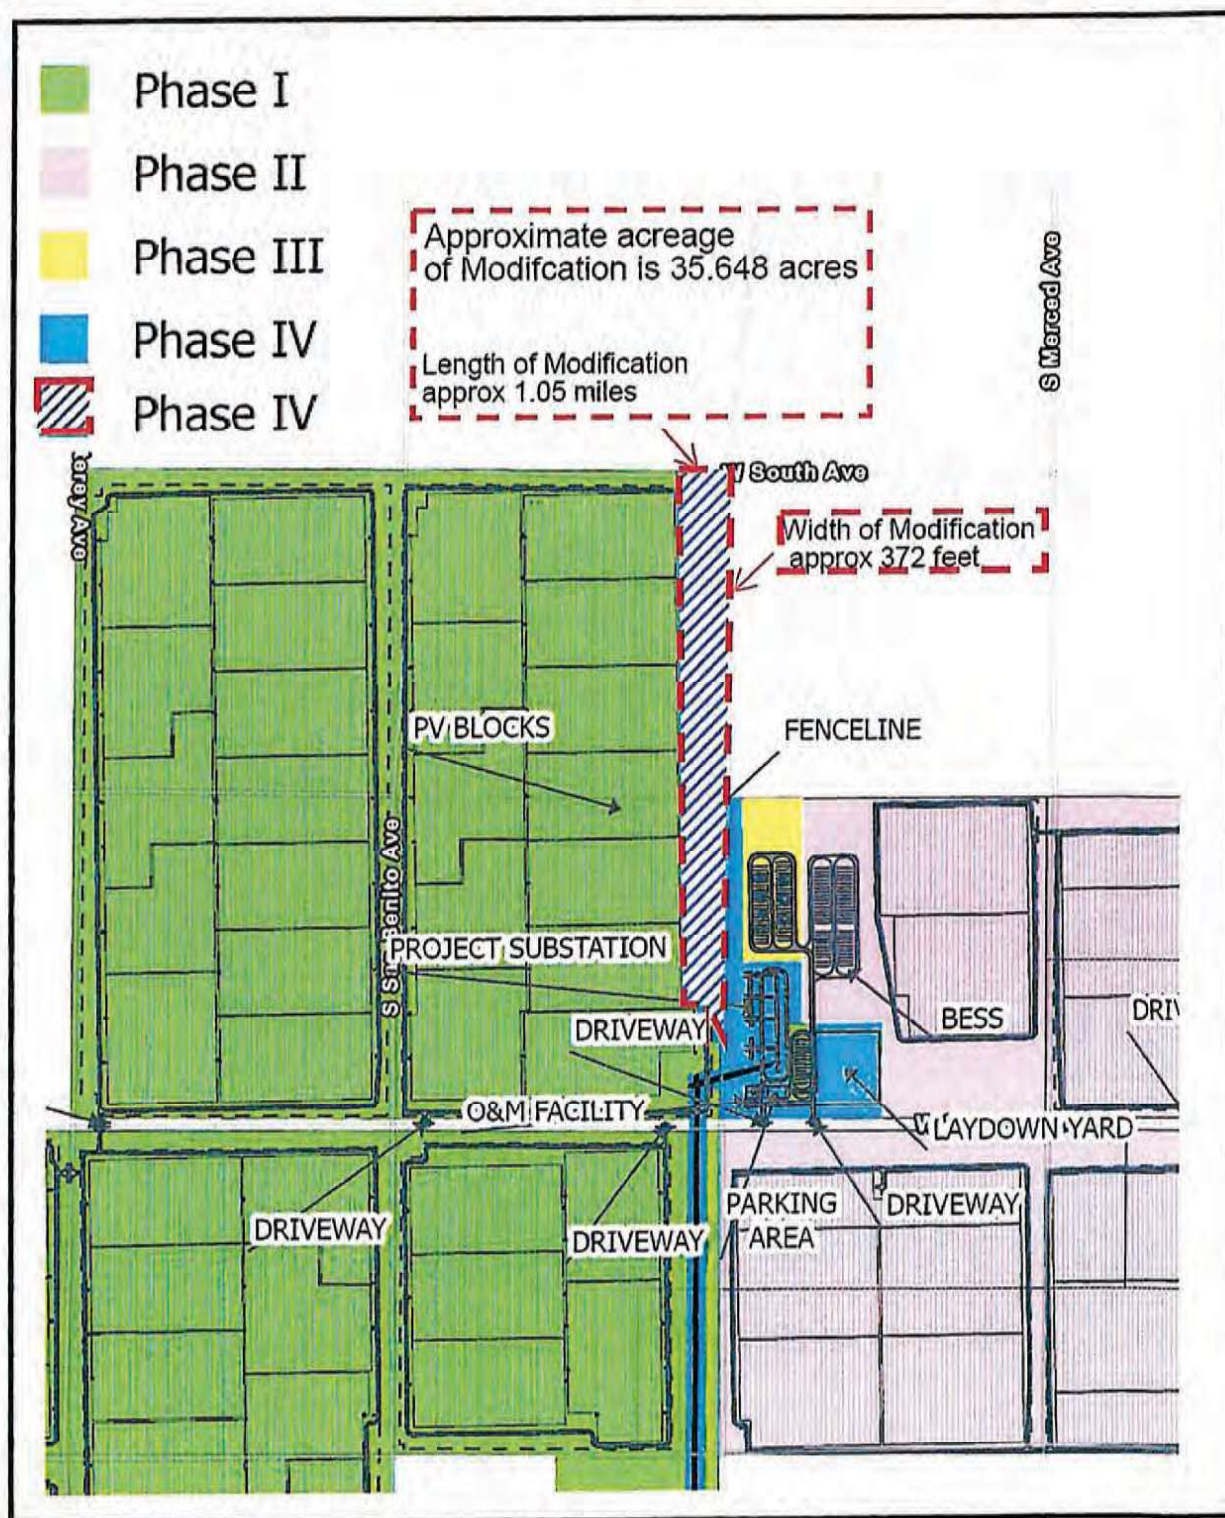 Phase I
Phase II
Phase III
Phase IV
Phase IV
Approximate acreage
of Modifcation is 35.648 acres
Length of Modification
approx 1.05 miles
S Merced Ave
W South Ave
Width of Modification
approx 372 feet
PV BLOCKS
FENCELINE
PROJECT SUBSTATION
DRIVEWAY
BESS
O&M FACILITY
LAYDOWN YARD
DRIVEWAY
DRIVEWAY
PARKING
AREA
DRIVEWAY